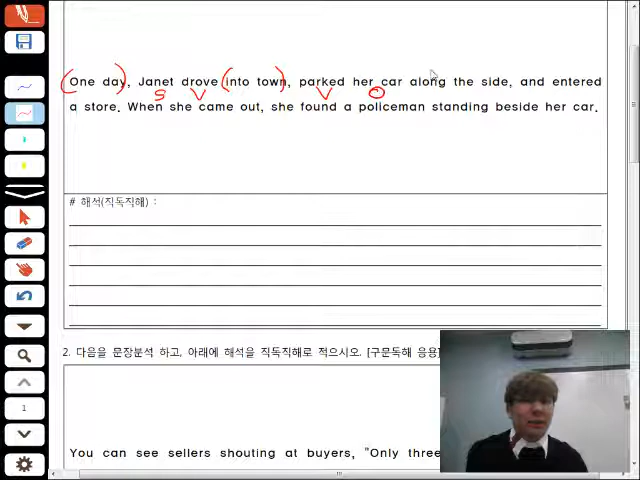 One day, Janet drove into town, parked her car along the side, and entered
S V V O
a store. When she came out, she found a policeman standing beside her car.
# 해석(직독직해) :
2. 다음을 문장분석 하고, 아래에 해석을 직독직해로 적으시오. [구문독해 응용]
1
You can see sellers shouting at buyers, "Only three